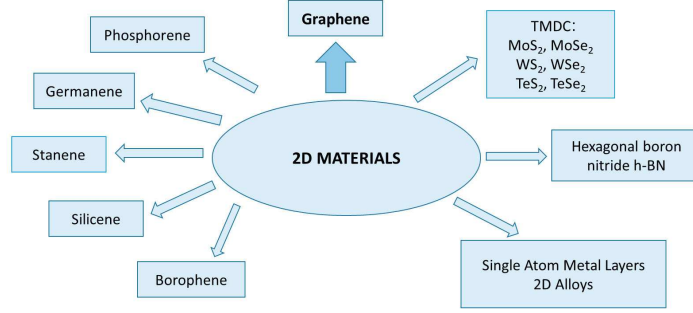 Graphene
Phosphorene
TMDC:
MoS₂, MoSe₂
WS₂, WSe₂
TeS₂, TeSe₂
Germanene
Stanene
2D MATERIALS
Hexagonal boron
nitride h-BN
Silicene
Borophene
Single Atom Metal Layers
2D Alloys